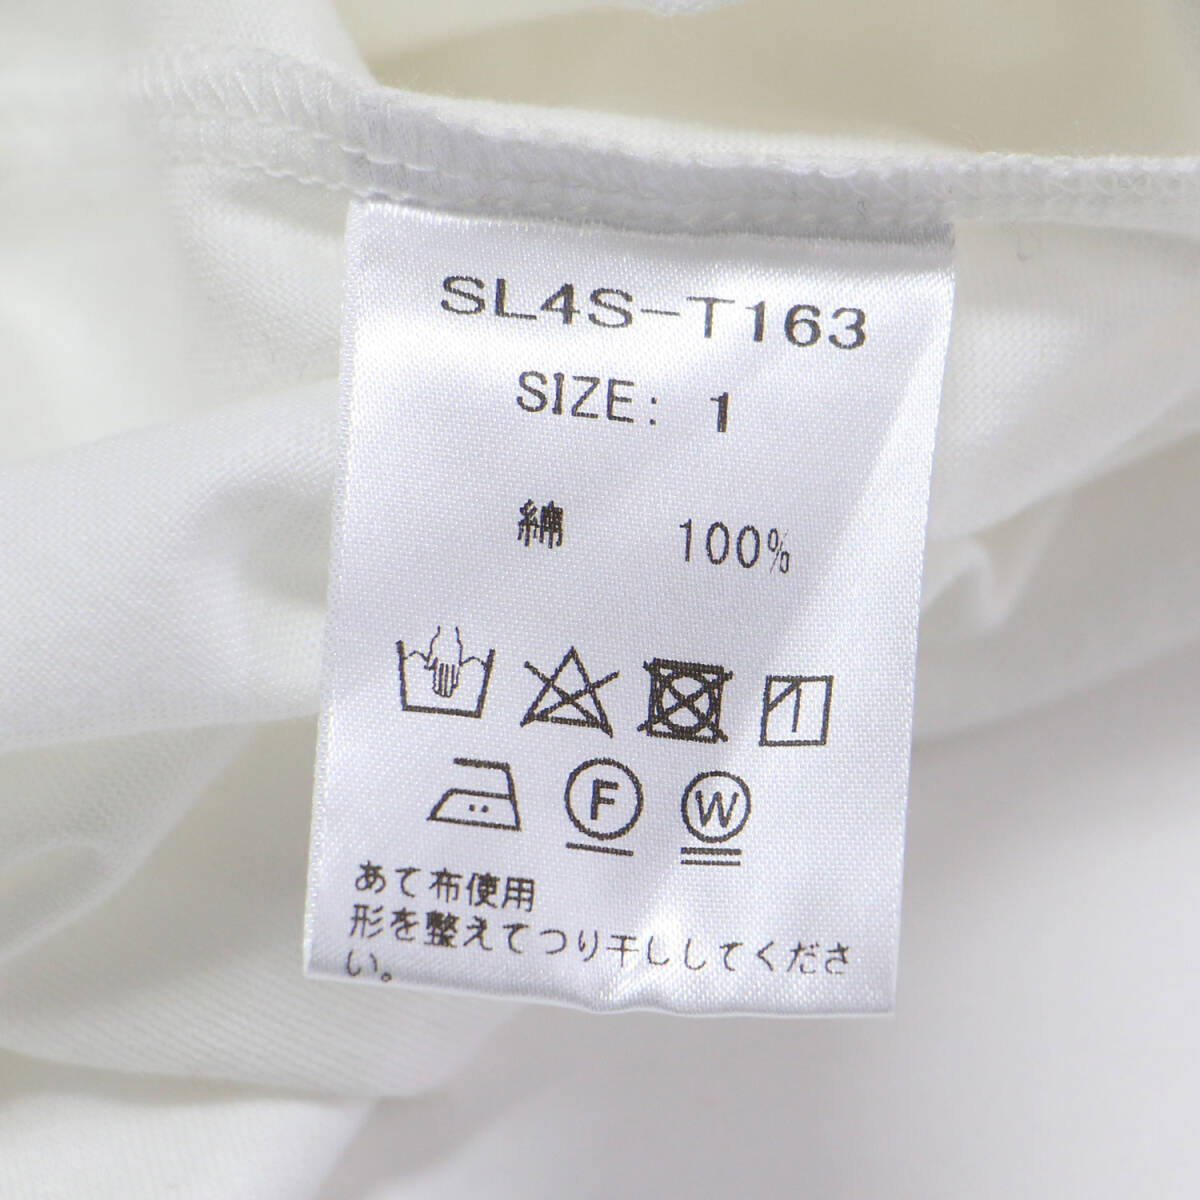 SL4S-T163
SIZE: 1
綿 100%
F W
あて布使用
形を整えてつり干ししてくださ
い。